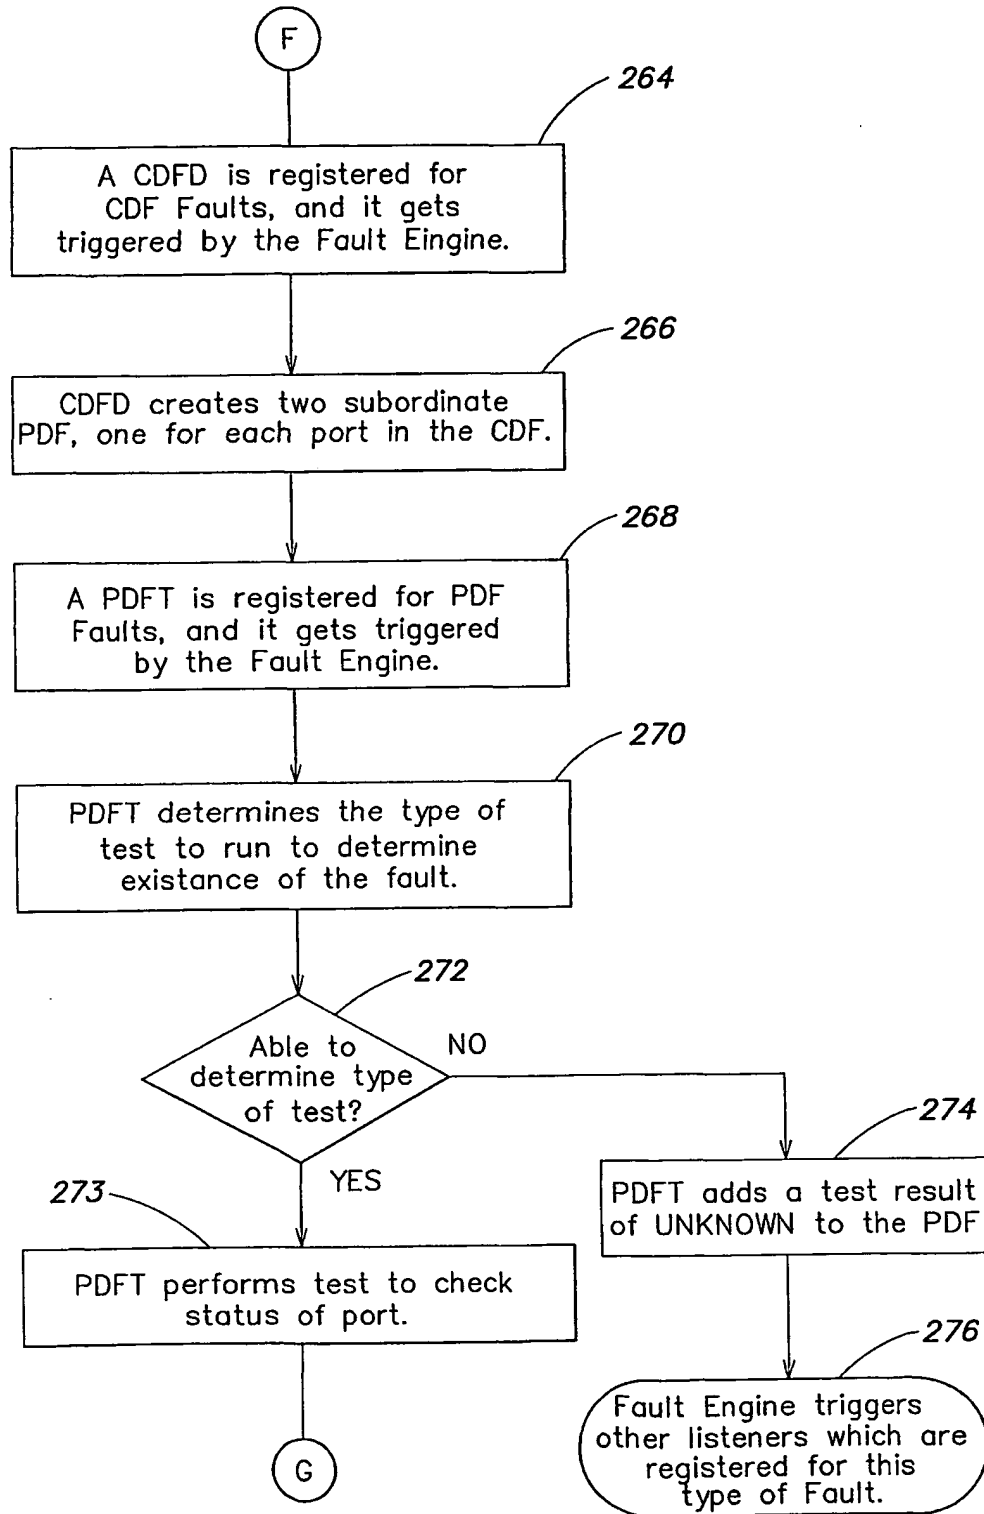 F
264
A CDFD is registered for
CDF Faults, and it gets
triggered by the Fault Eingine.
266
CDFD creates two subordinate
PDF, one for each port in the CDF.
268
A PDFT is registered for PDF
Faults, and it gets triggered
by the Fault Engine.
270
PDFT determines the type of
test to run to determine
existance of the fault.
272
Able to
determine type
of test?
NO
YES
273
PDFT performs test to check
status of port.
G
274
PDFT adds a test result
of UNKNOWN to the PDF
276
Fault Engine triggers
other listeners which are
registered for this
type of Fault.